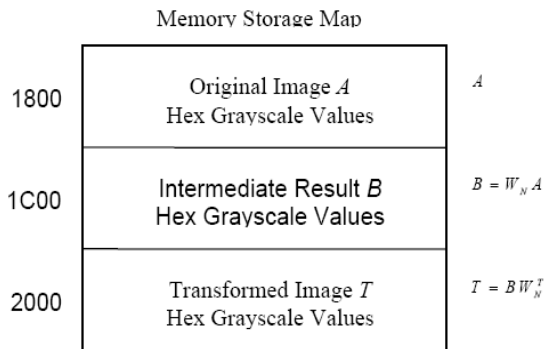 Memory Storage Map
1800
Original Image A
Hex Grayscale Values
A
1C00
Intermediate Result B
Hex Grayscale Values
B = W_N A
2000
Transformed Image T
Hex Grayscale Values
T = B W_N^T